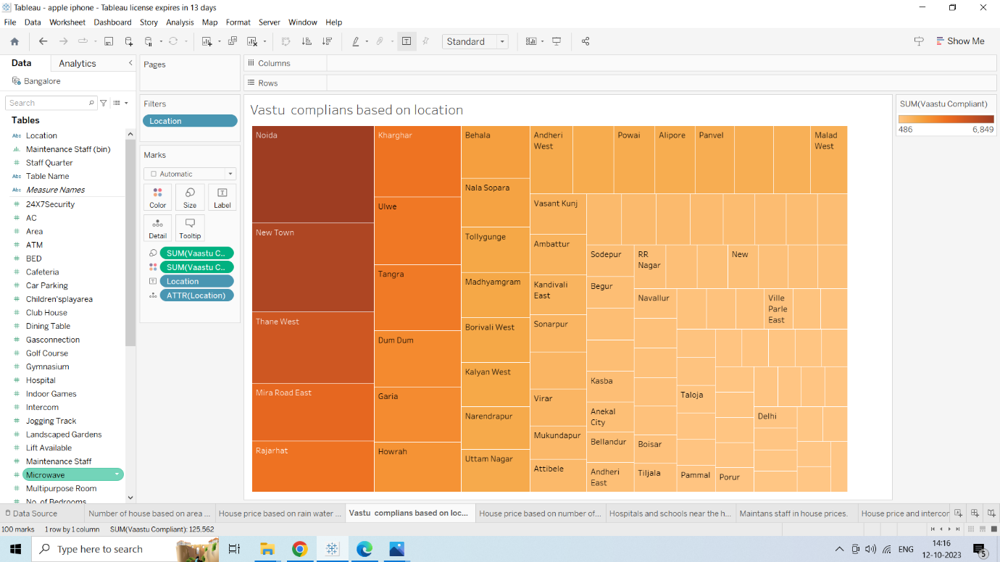 Tableau - apple iphone - Tableau license expires in 13 days
File Data Worksheet Dashboard Story Analysis Map Format Server Window Help
Standard
Show Me
Data Analytics
Bangalore
Search
Tables
Abc Location
Maintenance Staff (bin)
# Staff Quarter
Abc Table Name
Abc Measure Names
# 24X7Security
# AC
# Area
# ATM
# BED
# Cafeteria
# Car Parking
# Children'splayarea
# Club House
# Dining Table
# Gasconnection
# Golf Course
# Gymnasium
# Hospital
# Indoor Games
# Intercom
# Jogging Track
# Landscaped Gardens
# Lift Available
# Maintenance Staff
# Microwave
# Multipurpose Room
# No. of Bedrooms
Pages
Filters
Location
Marks
Automatic
Color Size Label
Detail Tooltip
SUM(Vaastu C..
SUM(Vaastu C..
Location
ATTR(Location)
Columns
Rows
Vastu complians based on location
Noida
New Town
Thane West
Mira Road East
Rajarhat
Kharghar
Ulwe
Tangra
Dum Dum
Garia
Howrah
Behala
Nala Sopara
Tollygunge
Madhyamgram
Borivali West
Kalyan West
Narendrapur
Uttam Nagar
Andheri
West
Powai
Alipore
Panvel
Malad
West
Vasant Kunj
Ambattur
Kandivali
East
Sonarpur
Virar
Mukundapur
Attibele
Sodepur
Begur
Kasba
Anekal
City
Bellandur
Andheri
East
RR
Nagar
Navallur
Boisar
Tiljala
New
Ville
Parle
East
Taloja
Pammal
Delhi
Porur
SUM(Vaastu Compliant)
486 6,849
Data Source
Number of house based on area ...
House price based on rain water ...
Vastu complians based on loc...
House price based on number of...
Hospitals and schools near the h...
Maintans staff in house prices.
House price and intercor
100 marks 1 row by 1 column SUM(Vaastu Compliant): 125,562
Type here to search
ENG
14:16
12-10-2023
5